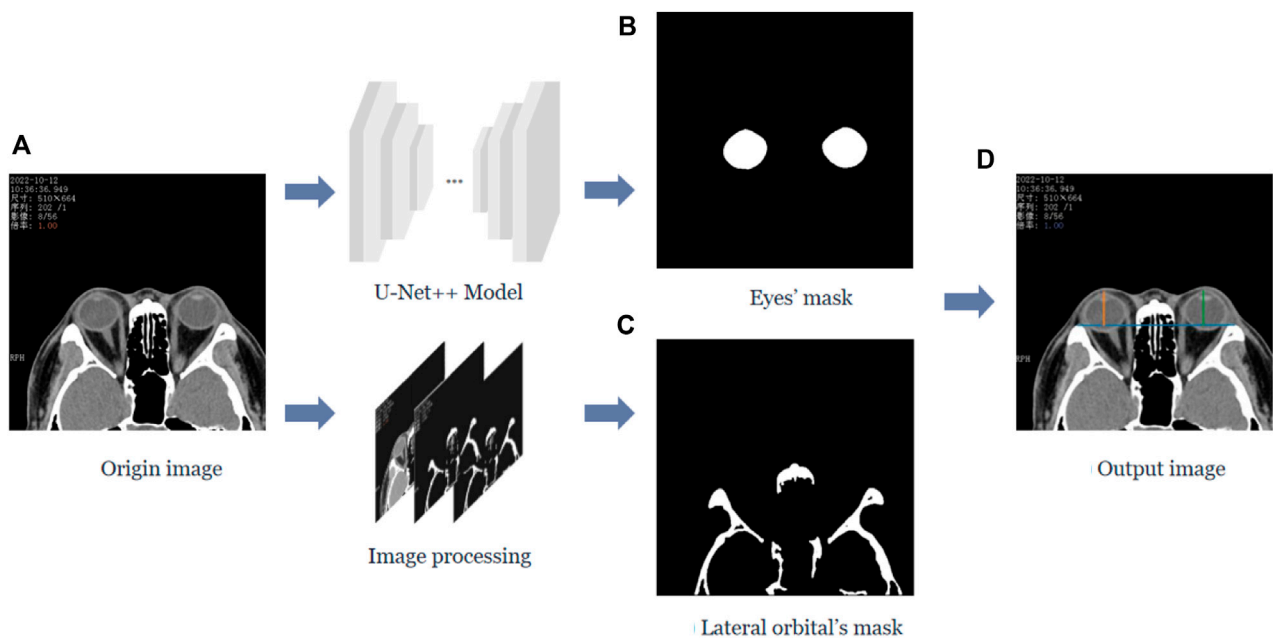 A
2022-10-12
10:36:36.949
尺寸: 510×664
序列: 202 /1
影像: 8/56
倍率: 1.00
RPH
Origin image
U-Net++ Model
Image processing
B
Eyes' mask
C
) Lateral orbital's mask
D
2022-10-12
10:36:36.949
尺寸: 510×664
序列: 202 /1
影像: 8/56
倍率: 1.00
RPH
) Output image